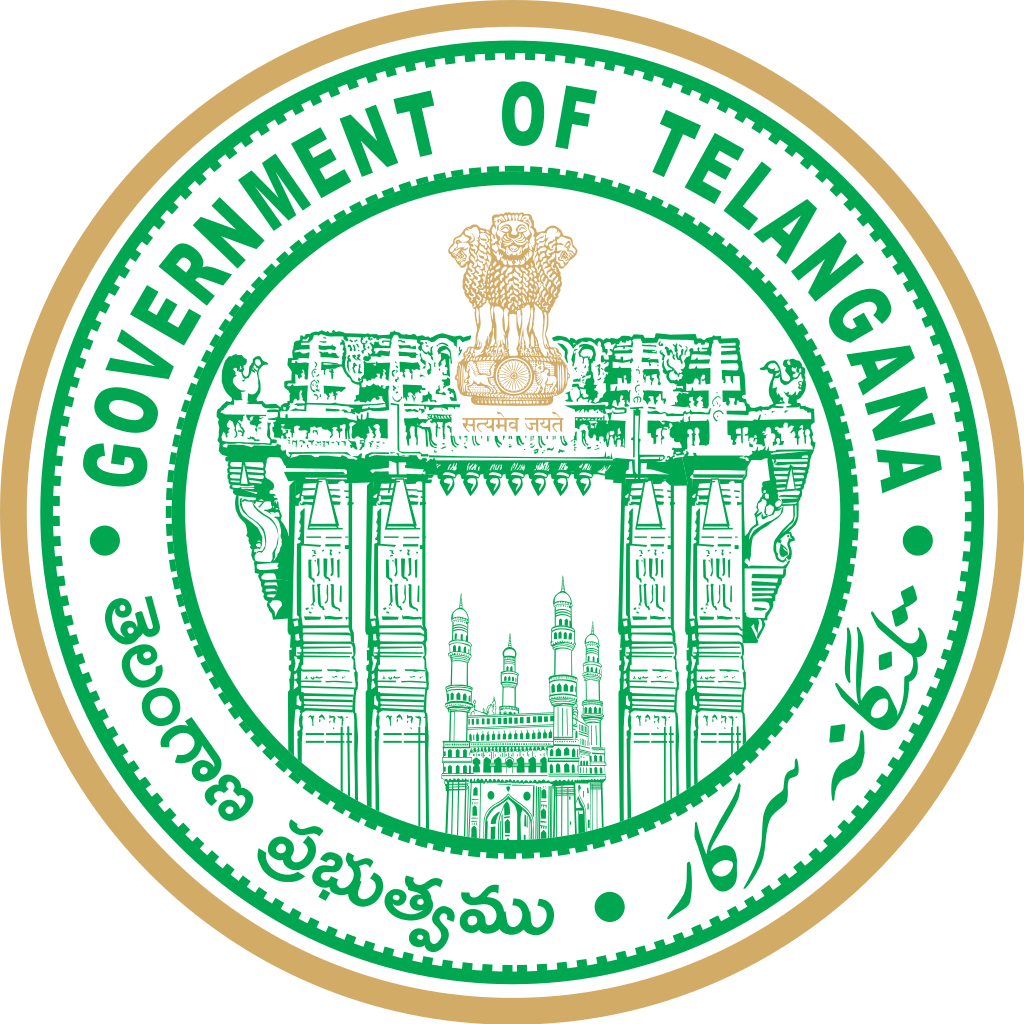 GOVERNMENT OF TELANGANA
सत्यमेव जयते
తెలంగాణ ప్రభుత్వము
تلنگانہ سرکار